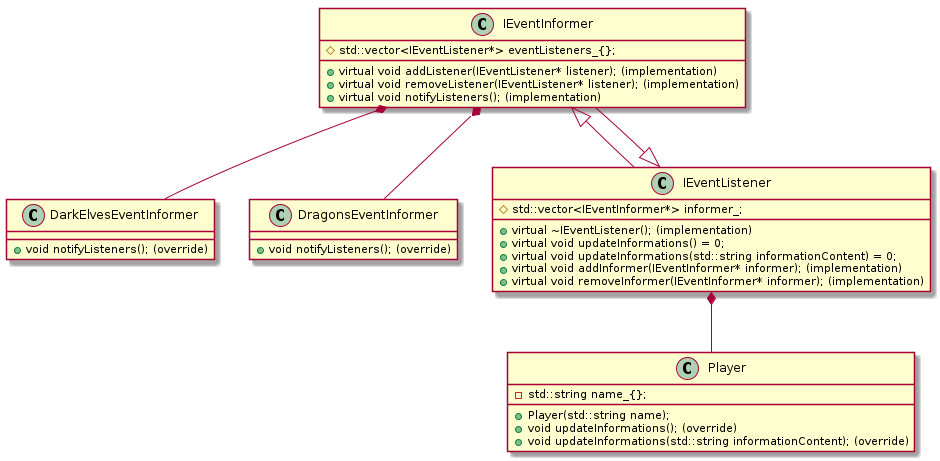 C IEventInformer
std::vector<IEventListener*> eventListeners_{};
virtual void addListener(IEventListener* listener); (implementation)
virtual void removeListener(IEventListener* listener); (implementation)
virtual void notifyListeners(); (implementation)
C DarkElvesEventInformer
void notifyListeners(); (override)
C DragonsEventInformer
void notifyListeners(); (override)
C IEventListener
std::vector<IEventInformer*> informer_;
virtual ~IEventListener(); (implementation)
virtual void updateInformations() = 0;
virtual void updateInformations(std::string informationContent) = 0;
virtual void addInformer(IEventInformer* informer); (implementation)
virtual void removeInformer(IEventInformer* informer); (implementation)
C Player
std::string name_{};
Player(std::string name);
void updateInformations(); (override)
void updateInformations(std::string informationContent); (override)